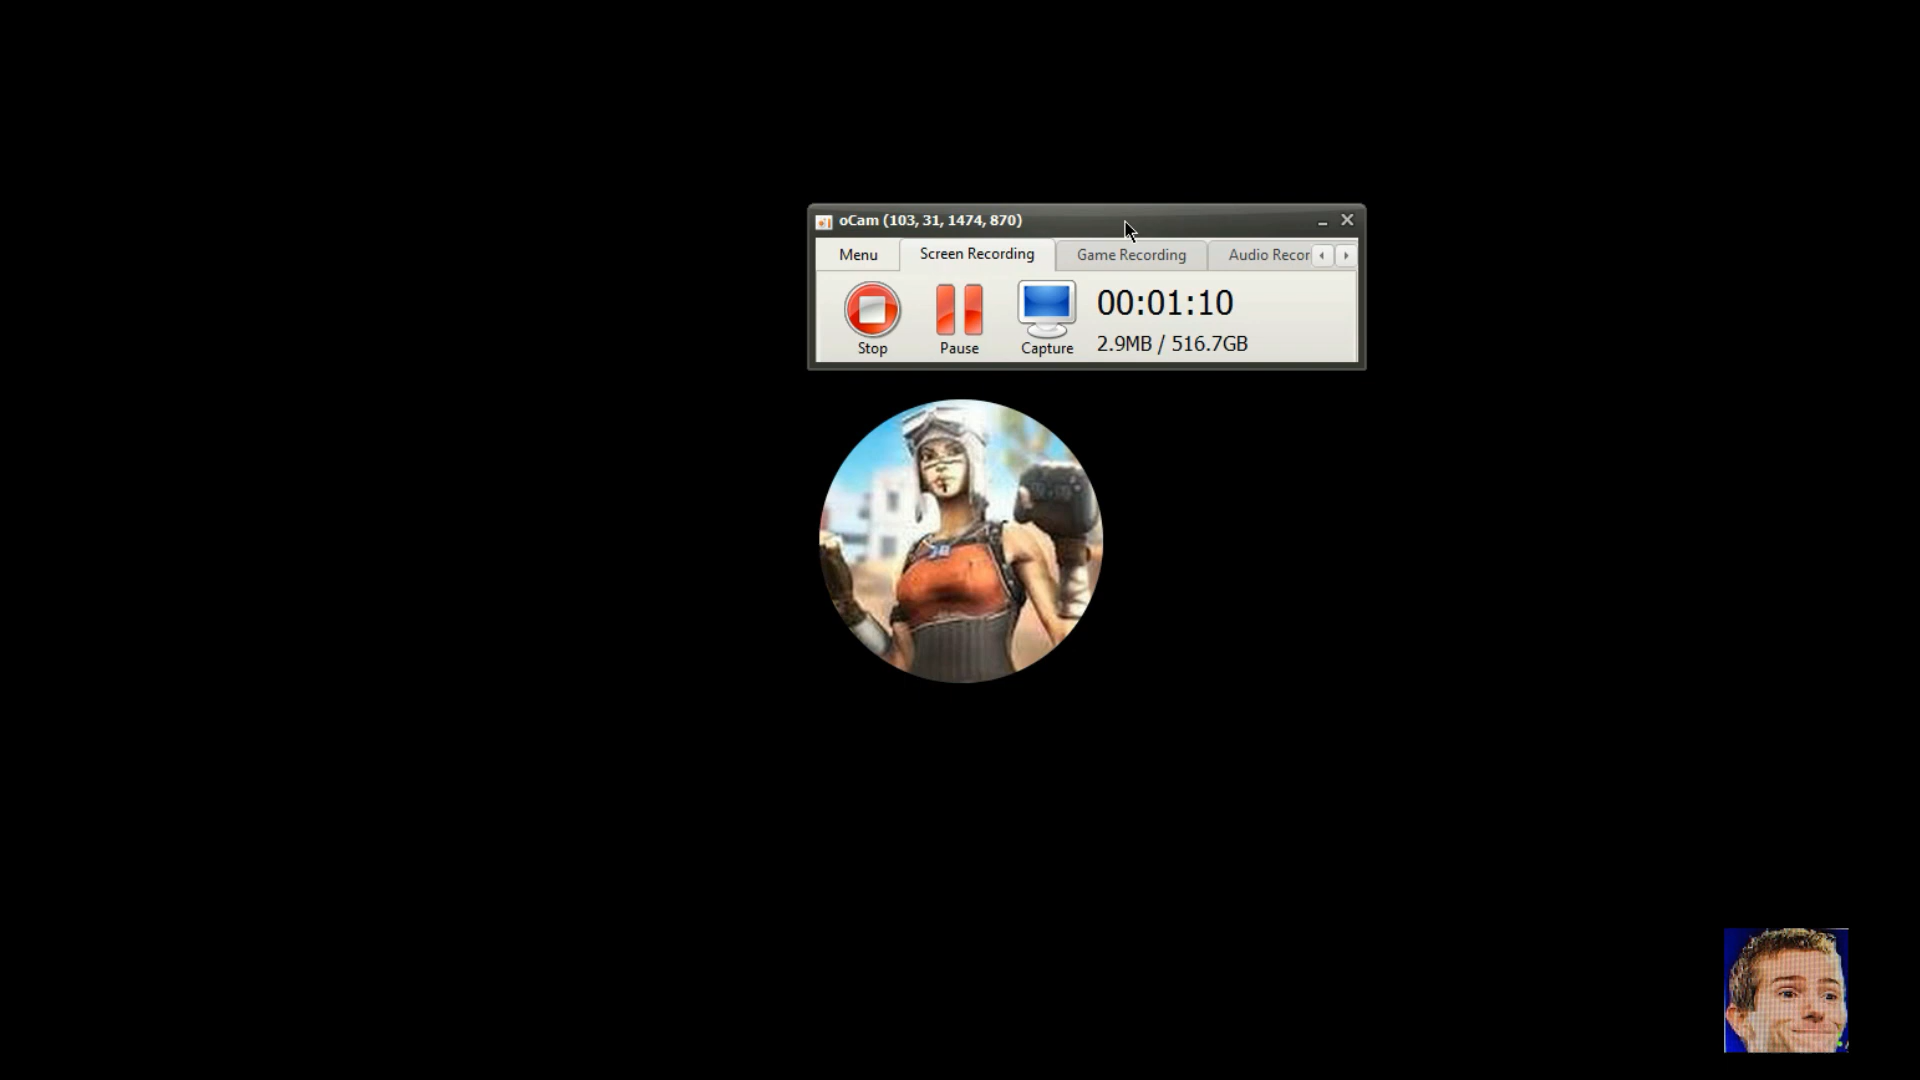 oCam (103, 31, 1474, 870)
Menu Screen Recording Game Recording Audio Recor
00:01:10
2.9MB / 516.7GB
Stop Pause Capture